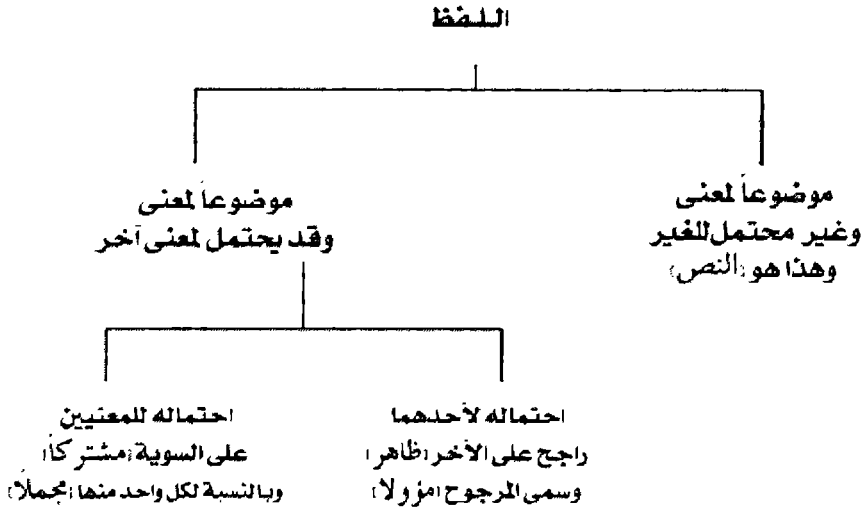 اللفظ
موضوعاً لمعنى
وغير محتمل للغير
وهذا هو (النص)
موضوعاً لمعنى
وقد يحتمل لمعنى آخر
احتماله لأحدهما
راجح على الآخر (ظاهر)
وسمى المرجوح (مؤولا)
احتماله للمعنيين
على السوية (مشتركاً)
وبالنسبة لكل واحد منها (مجملاً)